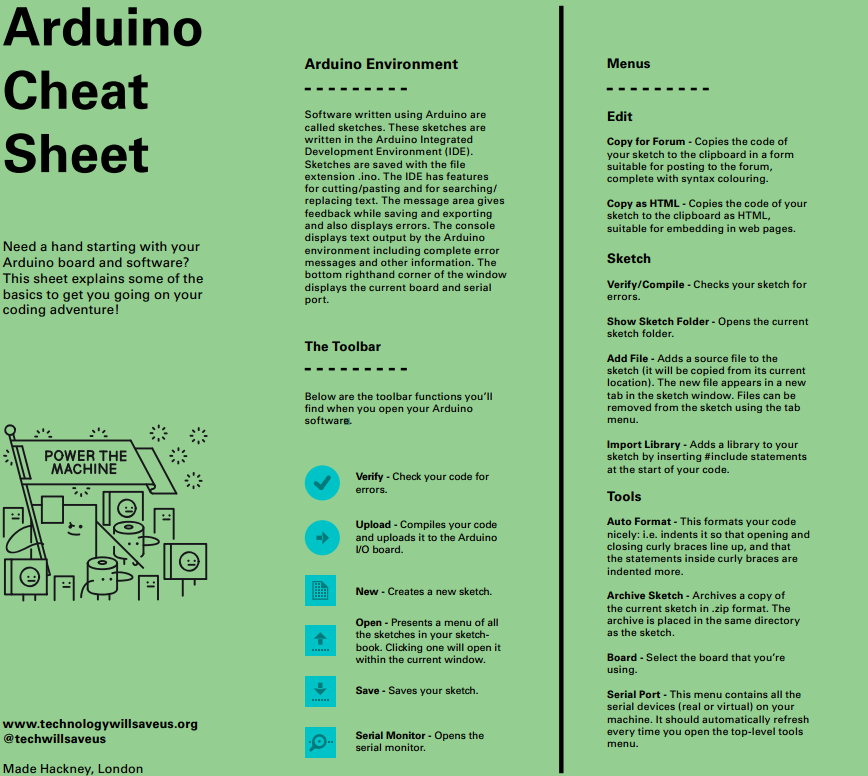 Arduino
Cheat
Sheet
Need a hand starting with your
Arduino board and software?
This sheet explains some of the
basics to get you going on your
coding adventure!
POWER THE
MACHINE
www.technologywillsaveus.org
@techwillsaveus
Made Hackney, London
Arduino Environment
Software written using Arduino are
called sketches. These sketches are
written in the Arduino Integrated
Development Environment (IDE).
Sketches are saved with the file
extension .ino. The IDE has features
for cutting/pasting and for searching/
replacing text. The message area gives
feedback while saving and exporting
and also displays errors. The console
displays text output by the Arduino
environment including complete error
messages and other information. The
bottom righthand corner of the window
displays the current board and serial
port.
The Toolbar
Below are the toolbar functions you'll
find when you open your Arduino
software.
Verify - Check your code for
errors.
Upload - Compiles your code
and uploads it to the Arduino
I/O board.
New - Creates a new sketch.
Open - Presents a menu of all
the sketches in your sketch-
book. Clicking one will open it
within the current window.
Save - Saves your sketch.
Serial Monitor - Opens the
serial monitor.
Menus
Edit
Copy for Forum - Copies the code of
your sketch to the clipboard in a form
suitable for posting to the forum,
complete with syntax colouring.
Copy as HTML - Copies the code of your
sketch to the clipboard as HTML,
suitable for embedding in web pages.
Sketch
Verify/Compile - Checks your sketch for
errors.
Show Sketch Folder - Opens the current
sketch folder.
Add File - Adds a source file to the
sketch (it will be copied from its current
location). The new file appears in a new
tab in the sketch window. Files can be
removed from the sketch using the tab
menu.
Import Library - Adds a library to your
sketch by inserting #include statements
at the start of your code.
Tools
Auto Format - This formats your code
nicely: i.e. indents it so that opening and
closing curly braces line up, and that
the statements inside curly braces are
indented more.
Archive Sketch - Archives a copy of
the current sketch in .zip format. The
archive is placed in the same directory
as the sketch.
Board - Select the board that you're
using.
Serial Port - This menu contains all the
serial devices (real or virtual) on your
machine. It should automatically refresh
every time you open the top-level tools
menu.